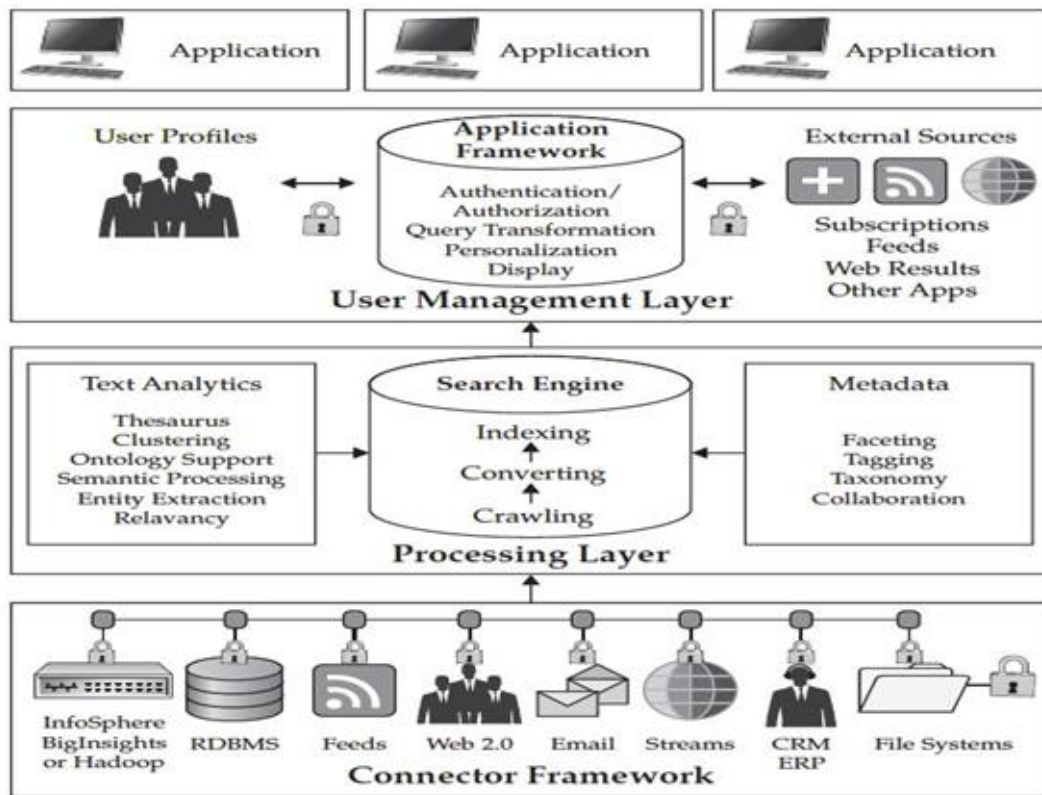 Application
Application
Application
User Profiles
Application
Framework
Authentication/
Authorization
Query Transformation
Personalization
Display
External Sources
Subscriptions
Feeds
Web Results
Other Apps
User Management Layer
Text Analytics
Thesaurus
Clustering
Ontology Support
Semantic Processing
Entity Extraction
Relavancy
Search Engine
Indexing
Converting
Crawling
Metadata
Faceting
Tagging
Taxonomy
Collaboration
Processing Layer
InfoSphere
BigInsights
or Hadoop
RDBMS
Feeds
Web 2.0
Email
Streams
CRM
ERP
File Systems
Connector Framework